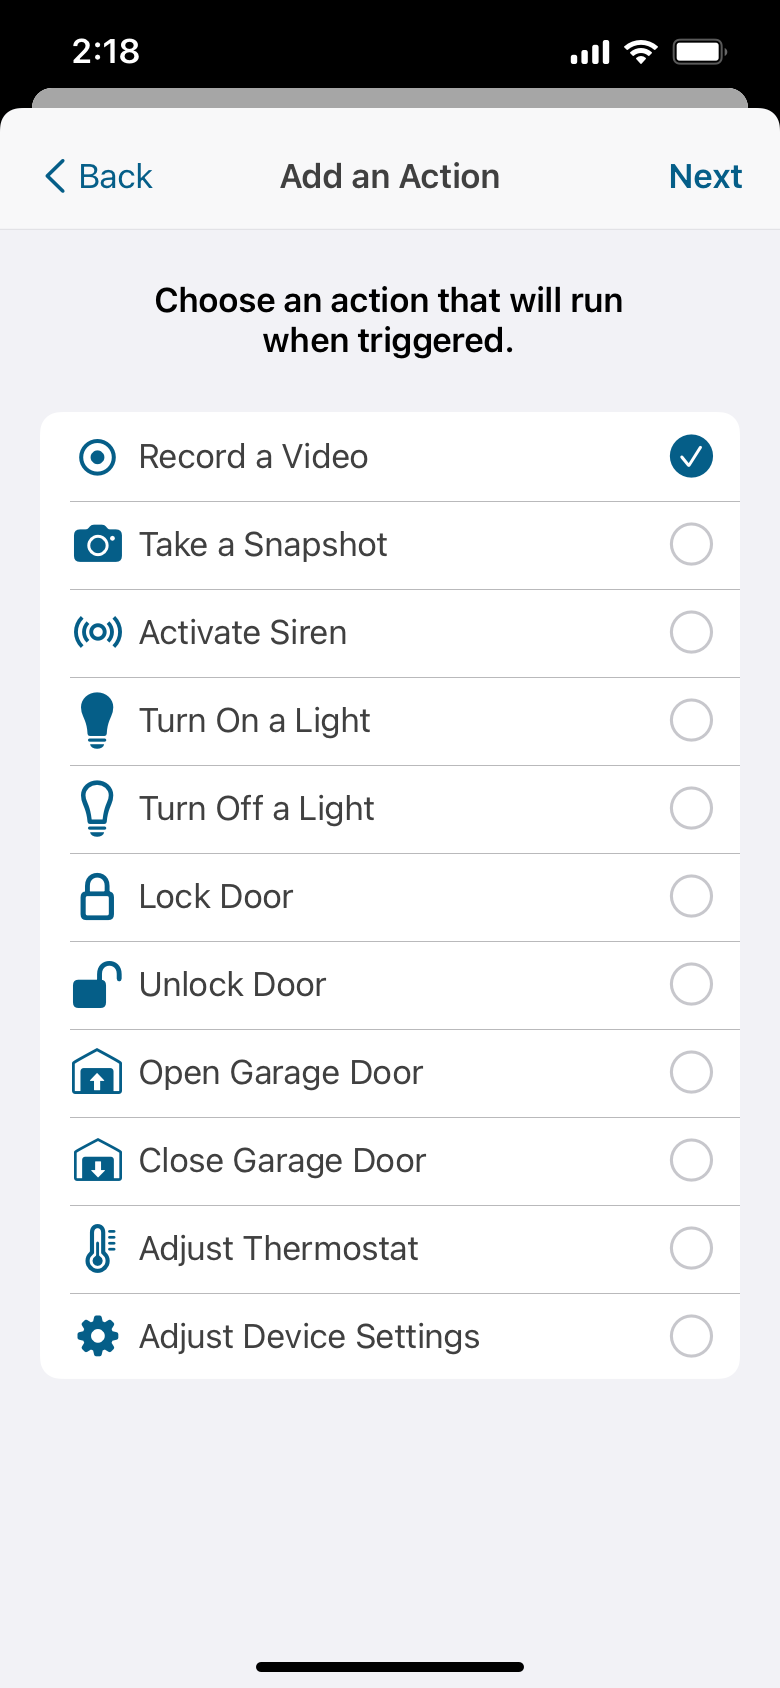 2:18
Back
Add an Action
Next
Choose an action that will run
when triggered.
Record a Video
Take a Snapshot
Activate Siren
Turn On a Light
Turn Off a Light
Lock Door
Unlock Door
Open Garage Door
Close Garage Door
Adjust Thermostat
Adjust Device Settings